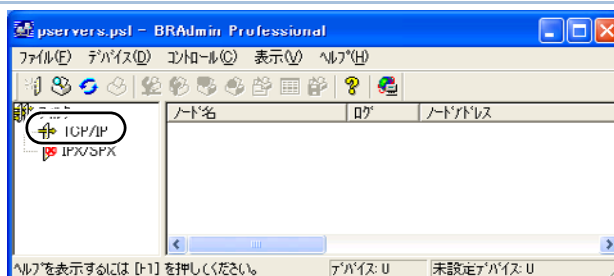 pservers.psl - BRAdmin Professional
ファイル(F) デバイス(D) コントロール(C) 表示(V) ヘルプ(H)
ノード名 ログ ノードアドレス
TCP/IP
IPX/SPX
ヘルプを表示するには [F1] を押してください。 デバイス: 0 未設定デバイス: 0